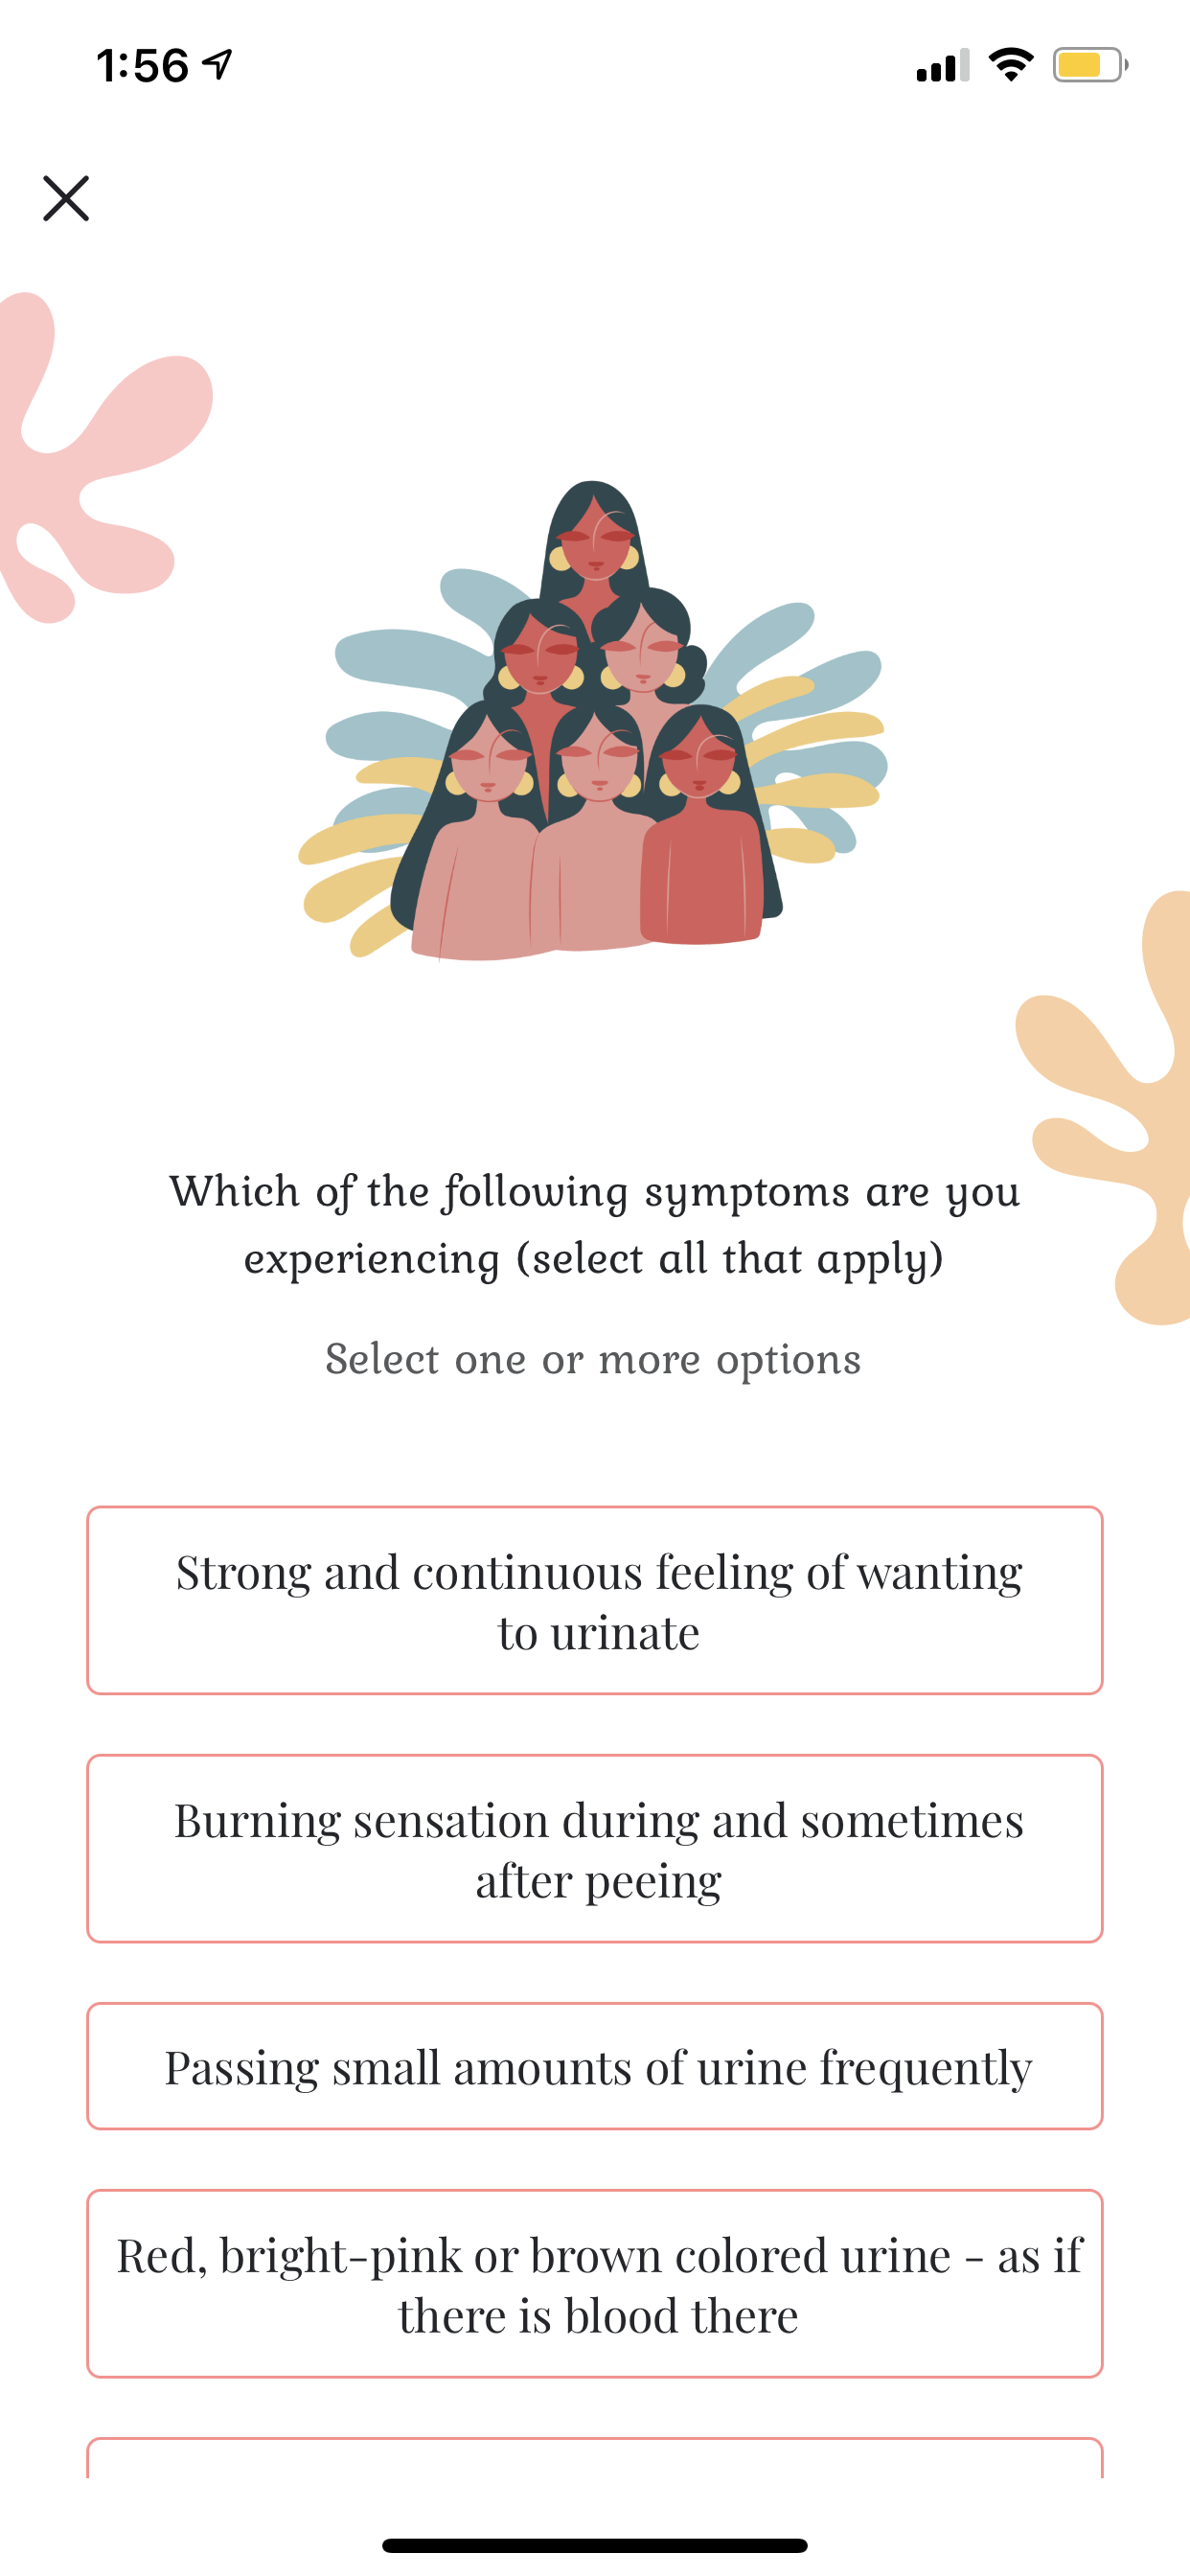 1:56
Which of the following symptoms are you
experiencing (select all that apply)
Select one or more options
Strong and continuous feeling of wanting
to urinate
Burning sensation during and sometimes
after peeing
Passing small amounts of urine frequently
Red, bright-pink or brown colored urine - as if
there is blood there